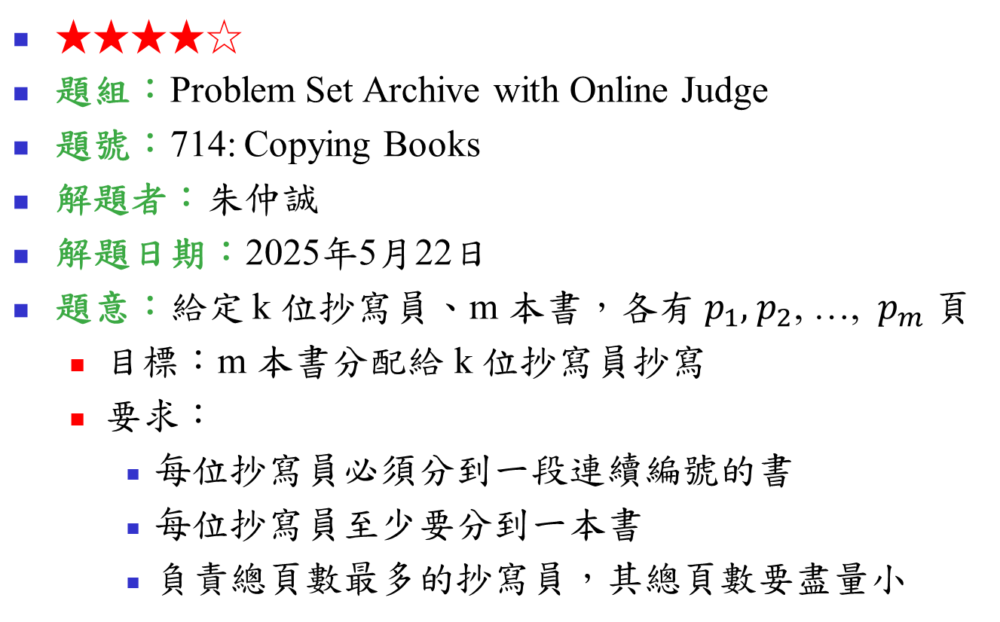 ★★★★☆
題組：Problem Set Archive with Online Judge
題號：714: Copying Books
解題者：朱仲誠
解題日期：2025年5月22日
題意：給定 k 位抄寫員、m 本書，各有 p₁, p₂, …, pₘ 頁
目標：m 本書分配給 k 位抄寫員抄寫
要求：
每位抄寫員必須分到一段連續編號的書
每位抄寫員至少要分到一本書
負責總頁數最多的抄寫員，其總頁數要盡量小